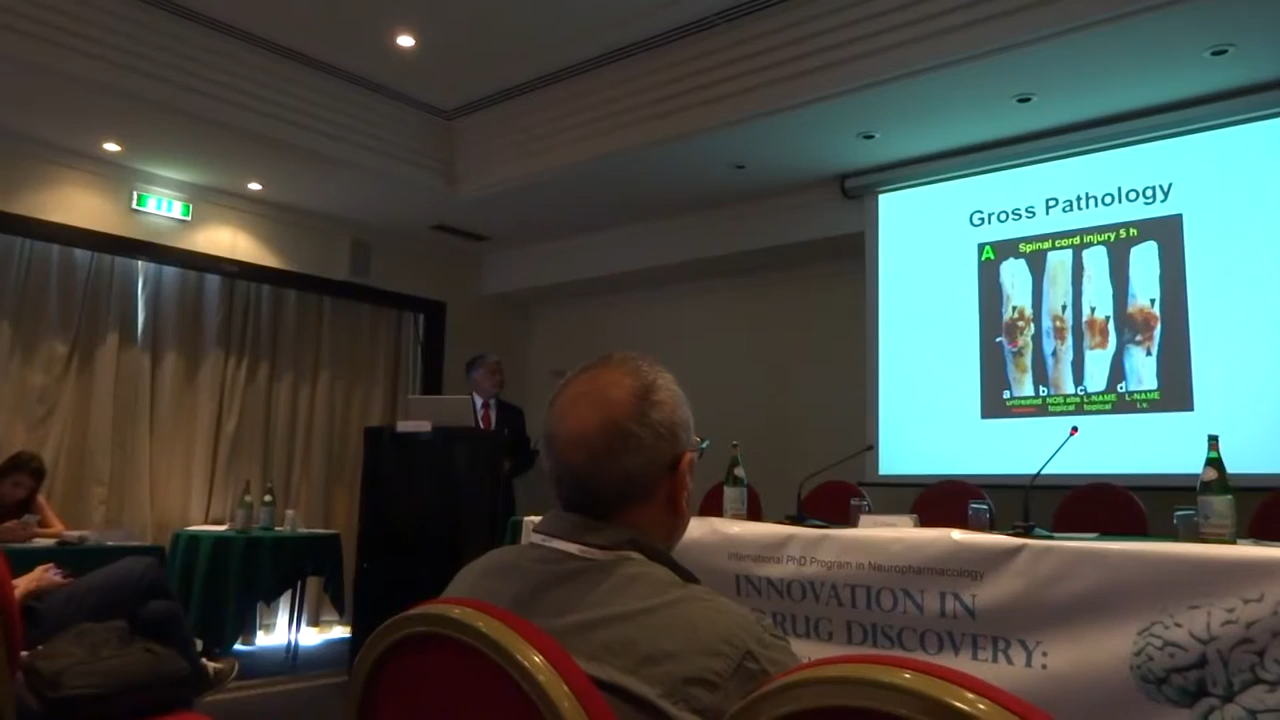 Gross Pathology
A
Spinal cord injury 5 h
a b c d
untreated NOS abs L-NAME L-NAME
topical topical i.v.
International PhD Program in Neuropharmacology
INNOVATION IN
DRUG DISCOVERY: